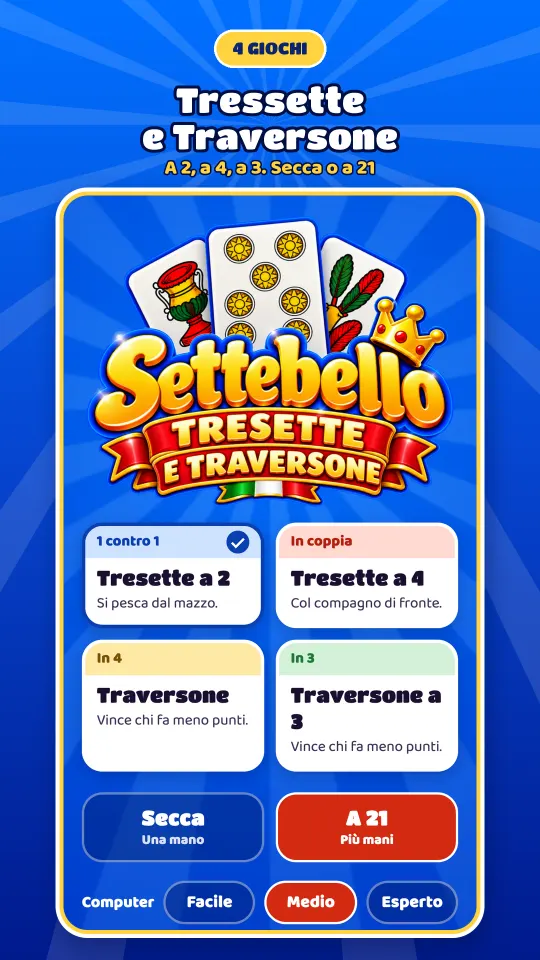 4 GIOCHI
Tressette
e Traversone
A 2, a 4, a 3. Secca o a 21
Settebello
TRESETTE
E TRAVERSONE
1 contro 1
Tresette a 2
Si pesca dal mazzo.
In coppia
Tresette a 4
Col compagno di fronte.
In 4
Traversone
Vince chi fa meno punti.
In 3
Traversone a
3
Vince chi fa meno punti.
Secca
Una mano
A 21
Più mani
Computer
Facile
Medio
Esperto